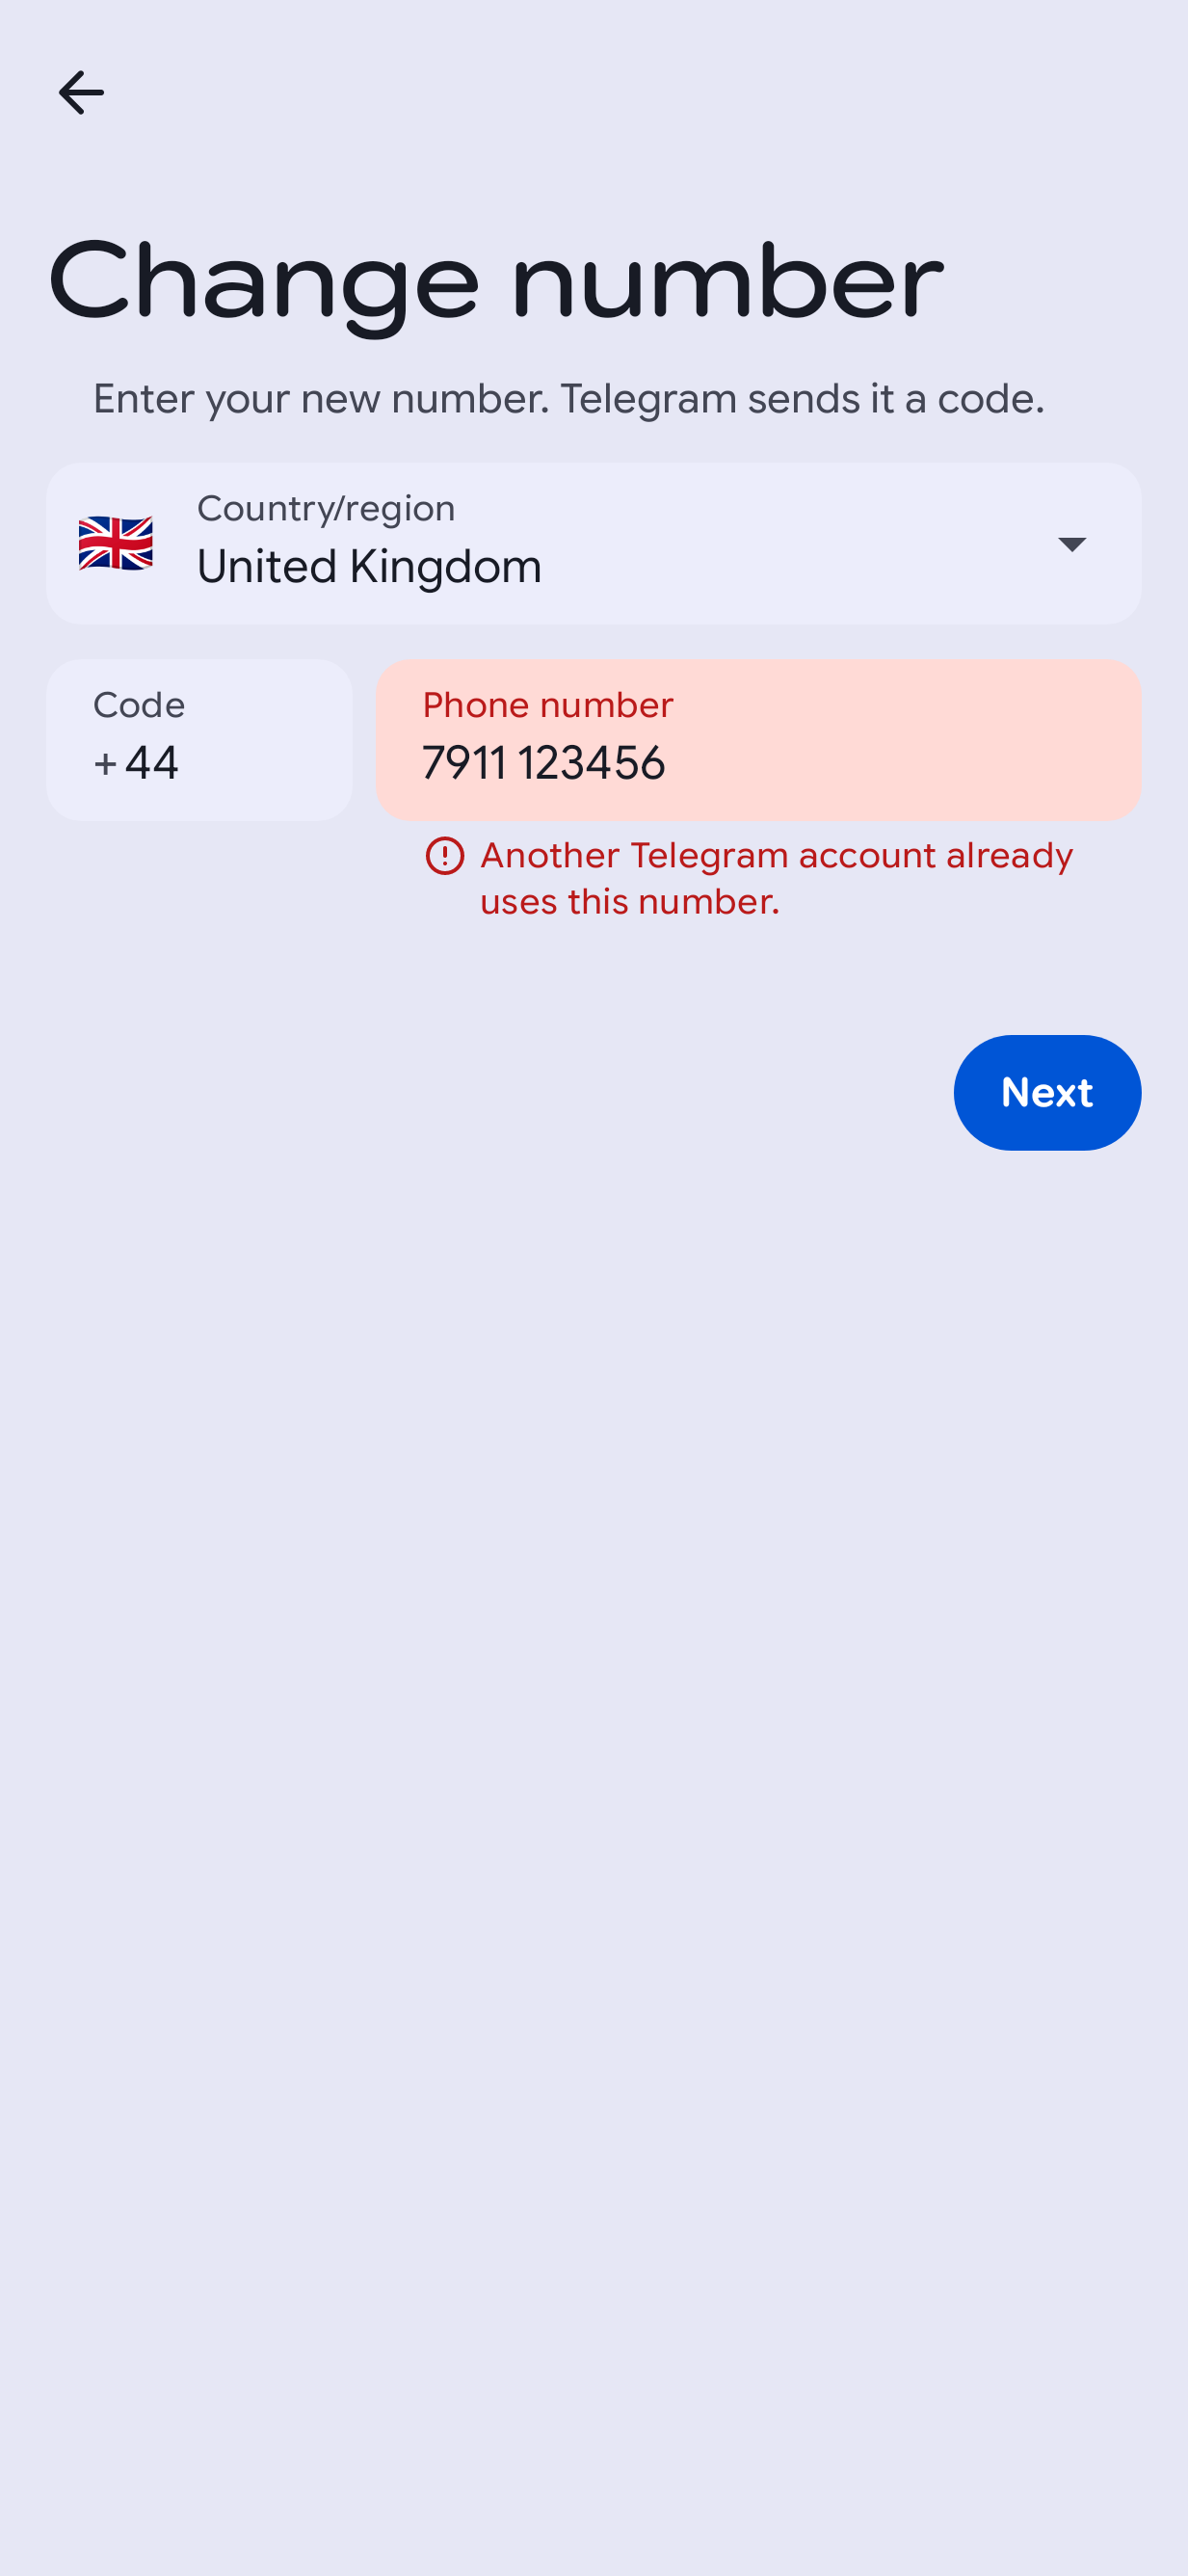 Change number
Enter your new number. Telegram sends it a code.
Country/region
United Kingdom
Code
+ 44
Phone number
7911 123456
Another Telegram account already
uses this number.
Next